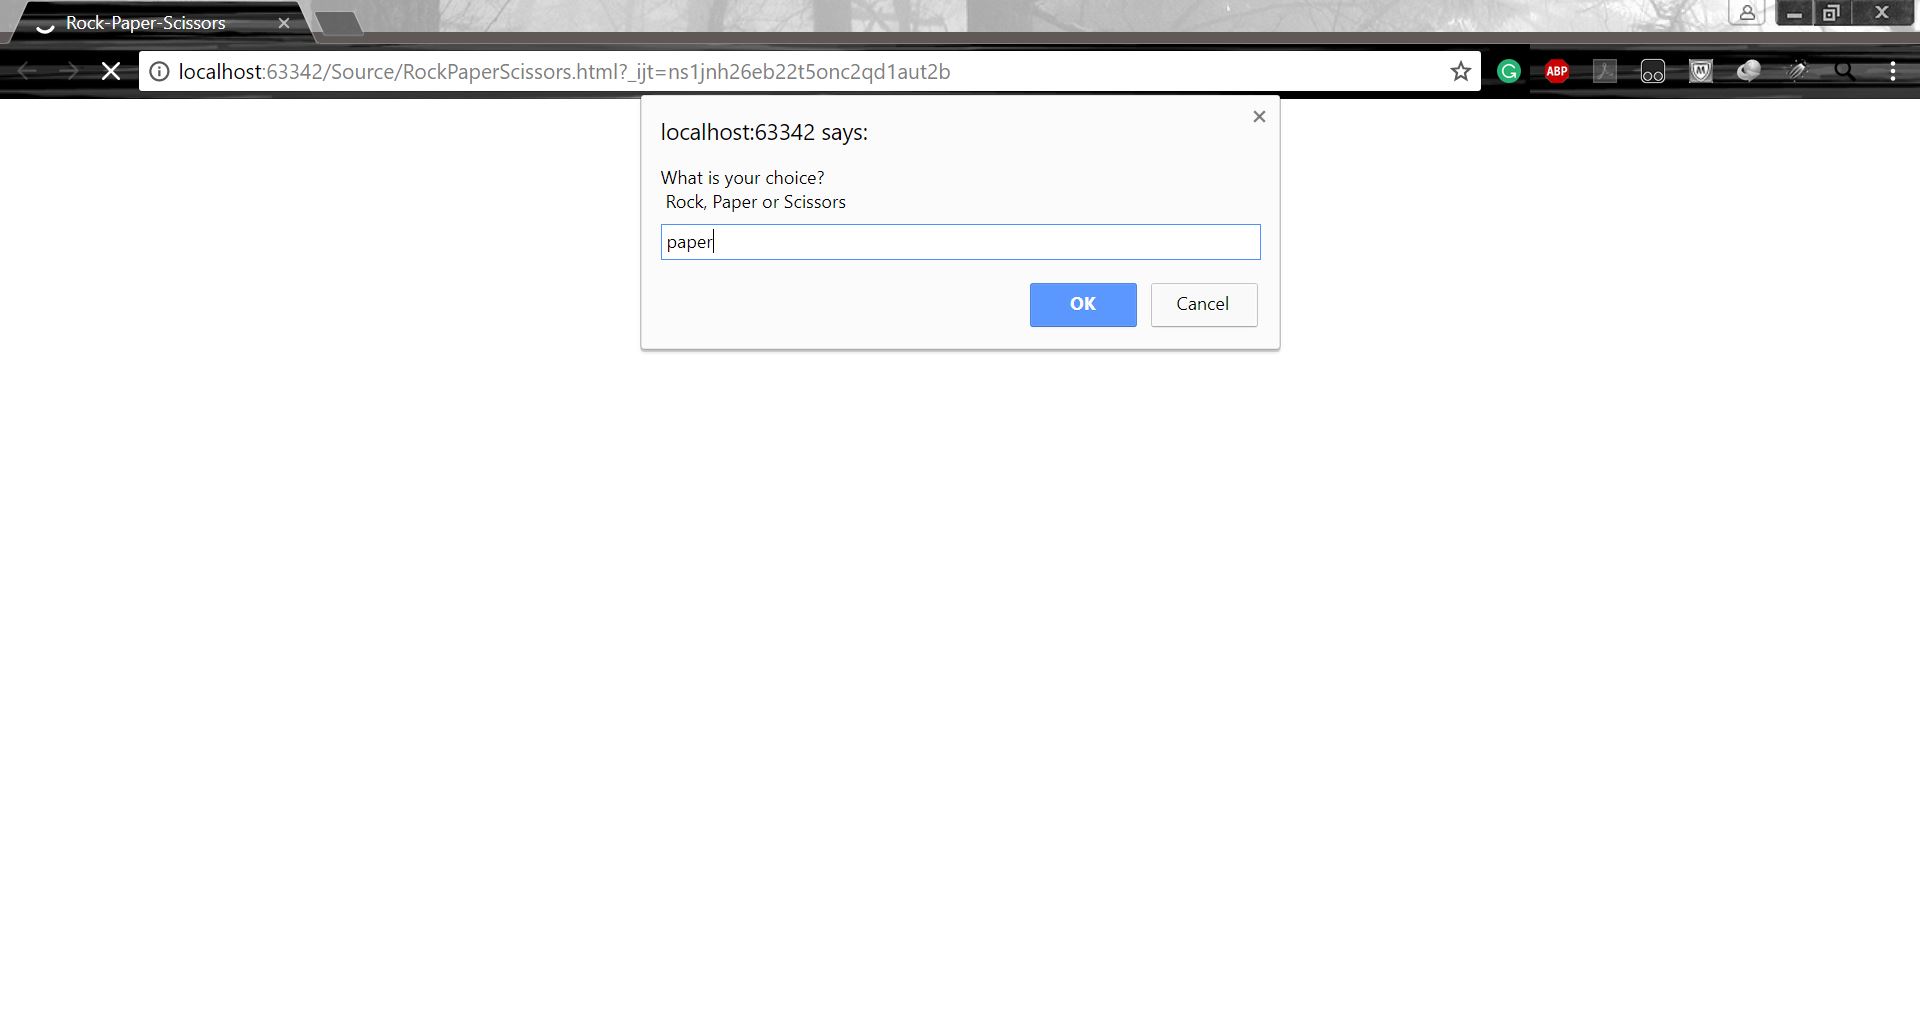 Rock-Paper-Scissors
localhost:63342/Source/RockPaperScissors.html?_ijt=ns1jnh26eb22t5onc2qd1aut2b
ABP
localhost:63342 says:
What is your choice?
Rock, Paper or Scissors
paper
OK
Cancel